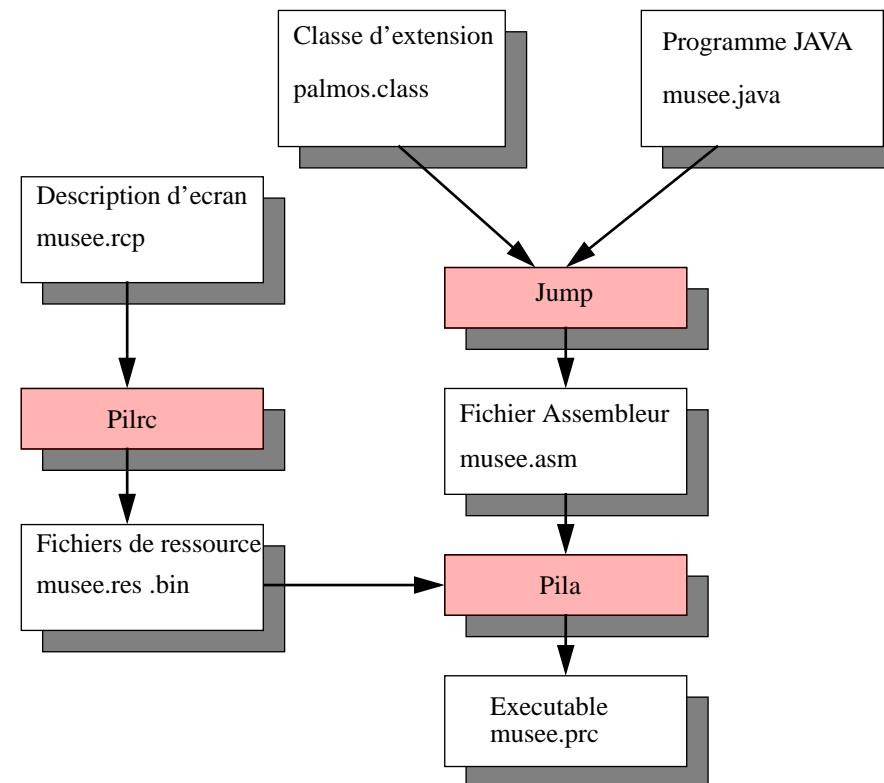 Classe d’extension
palmos.class
Programme JAVA
musee.java
Description d’ecran
musee.rcp
Jump
Pilrc
Fichier Assembleur
musee.asm
Fichiers de ressource
musee.res .bin
Pila
Executable
musee.prc